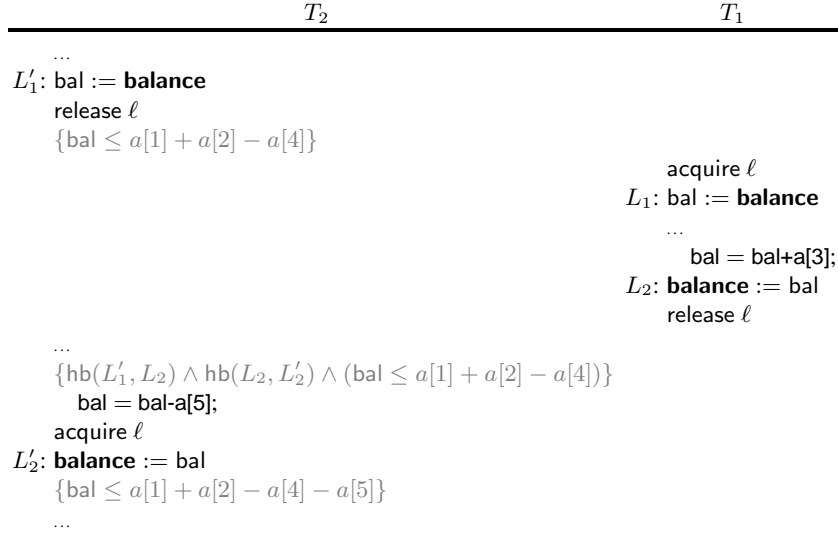 T₂ T₁
...
L′₁: bal := balance
release ℓ
{bal ≤ a[1] + a[2] − a[4]}
acquire ℓ
L₁: bal := balance
...
bal = bal+a[3];
L₂: balance := bal
release ℓ
...
{hb(L′₁, L₂) ∧ hb(L₂, L′₂) ∧ (bal ≤ a[1] + a[2] − a[4])}
bal = bal-a[5];
acquire ℓ
L′₂: balance := bal
{bal ≤ a[1] + a[2] − a[4] − a[5]}
...